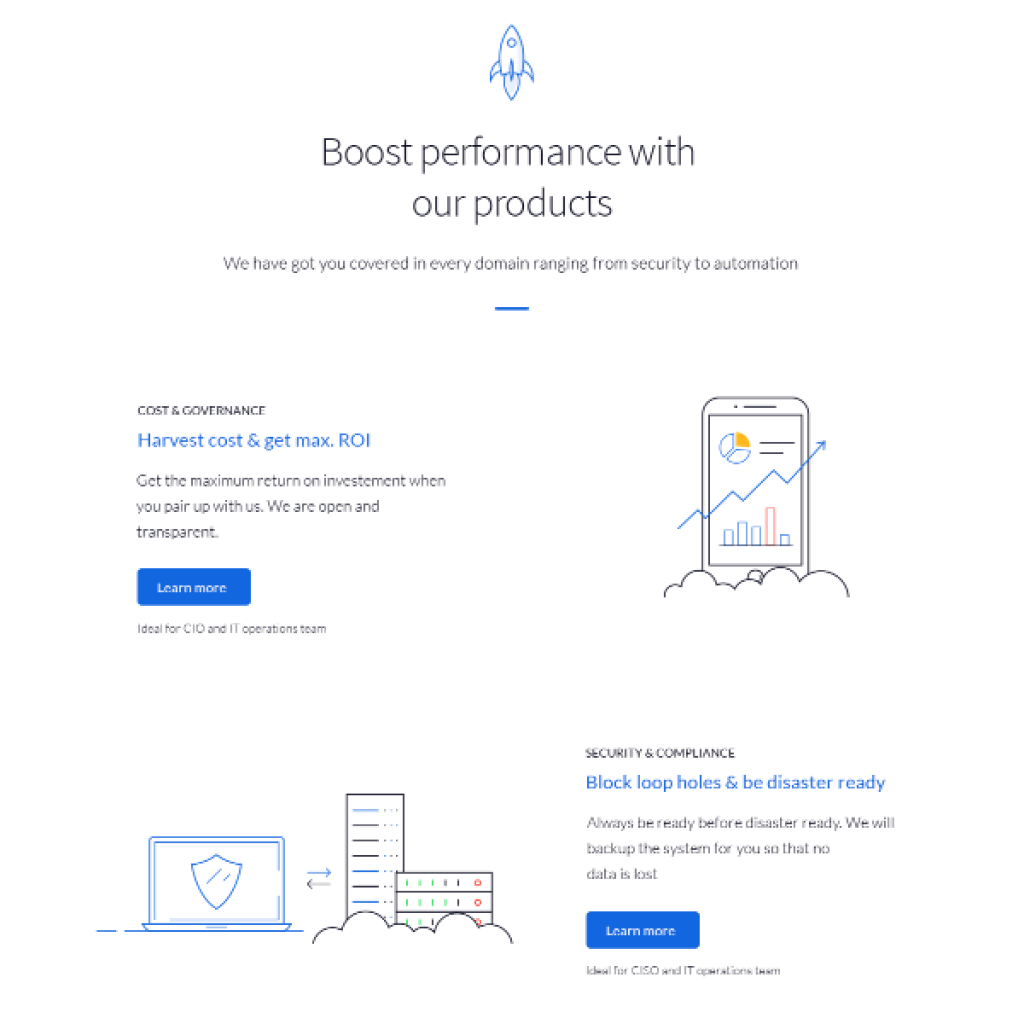 Boost performance with
our products
We have got you covered in every domain ranging from security to automation
COST & GOVERNANCE
Harvest cost & get max. ROI
Get the maximum return on investement when
you pair up with us. We are open and
transparent.
Learn more
Ideal for CIO and IT operations team
SECURITY & COMPLIANCE
Block loop holes & be disaster ready
Always be ready before disaster ready. We will
backup the system for you so that no
data is lost
Learn more
Ideal for CISO and IT operations team